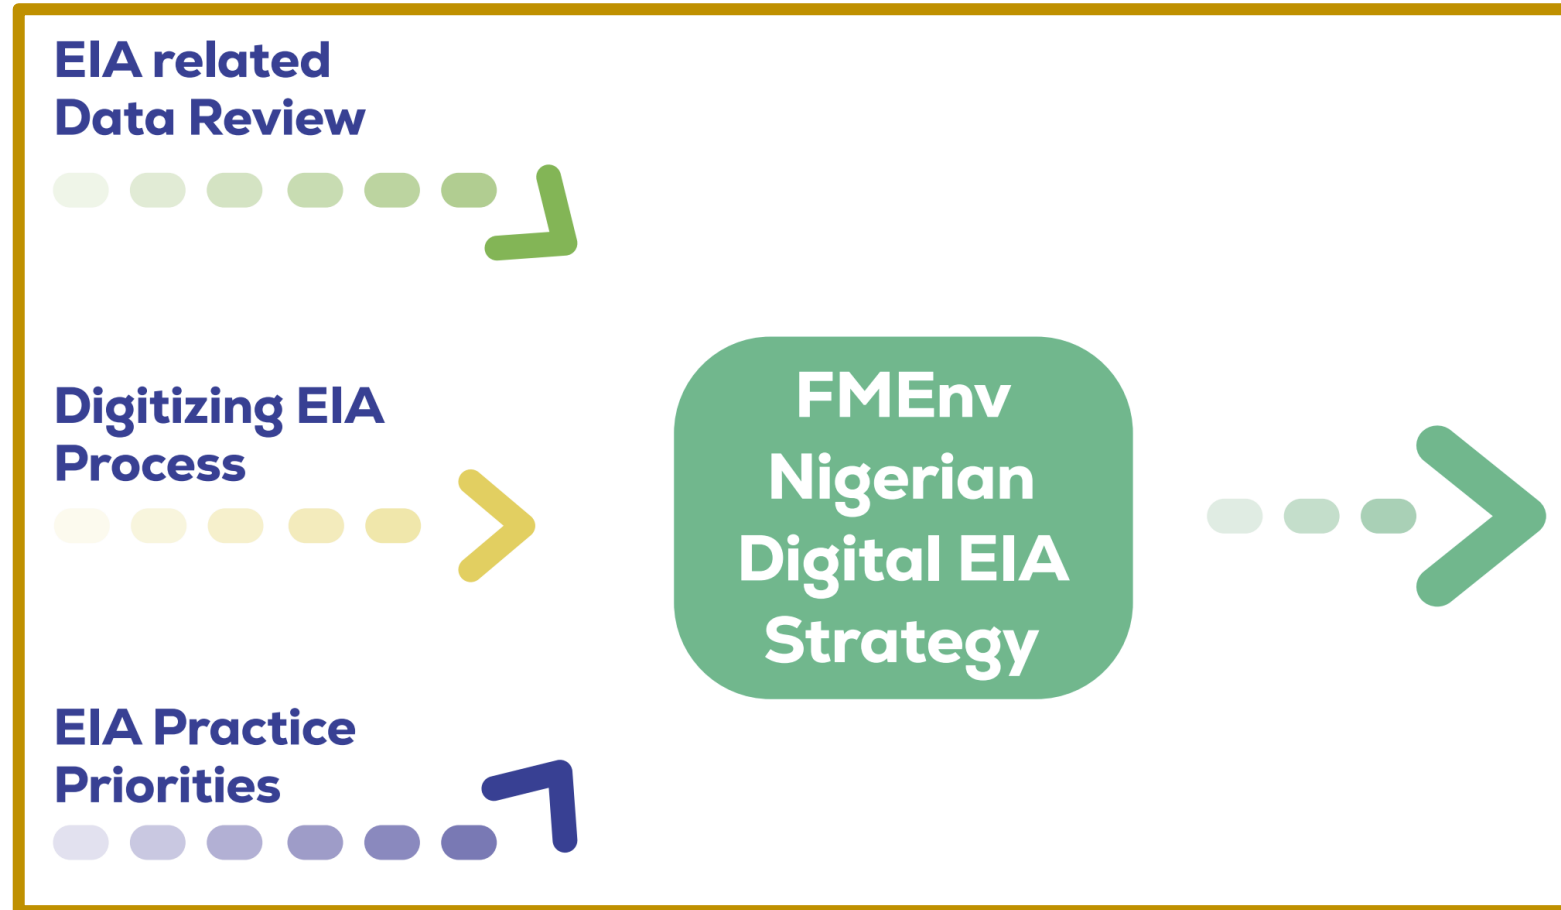 EIA related
Data Review
Digitizing EIA
Process
EIA Practice
Priorities
FMEnv
Nigerian
Digital EIA
Strategy